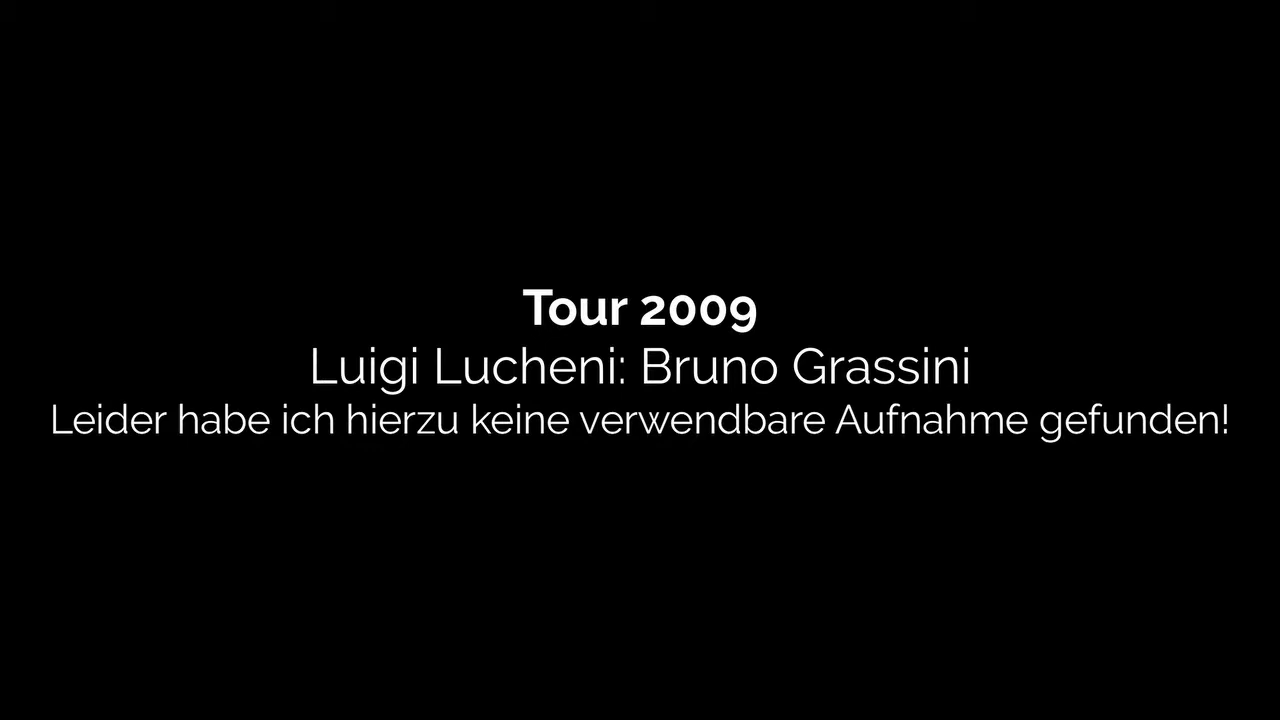 Tour 2009
Luigi Lucheni: Bruno Grassini
Leider habe ich hierzu keine verwendbare Aufnahme gefunden!